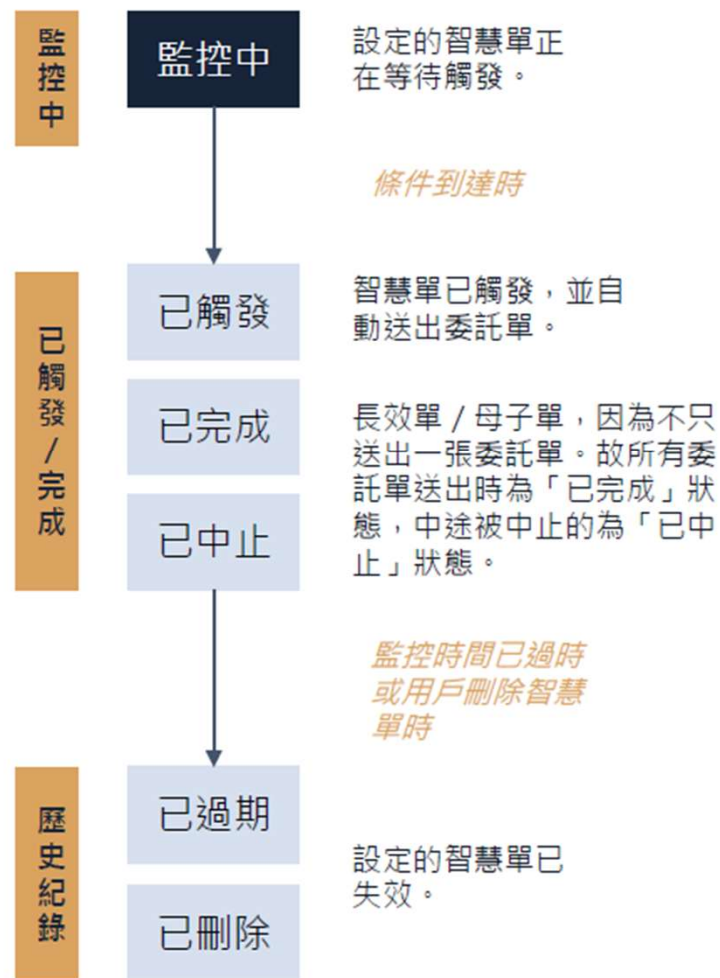 監控中
監控中
設定的智慧單正
在等待觸發。
條件到達時
已觸發/完成
已觸發
智慧單已觸發，並自
動送出委託單。
已完成
長效單 / 母子單，因為不只
送出一張委託單。故所有委
託單送出時為「已完成」狀
態，中途被中止的為「已中
止」狀態。
已中止
監控時間已過時
或用戶刪除智慧
單時
歷史紀錄
已過期
設定的智慧單已
失效。
已刪除